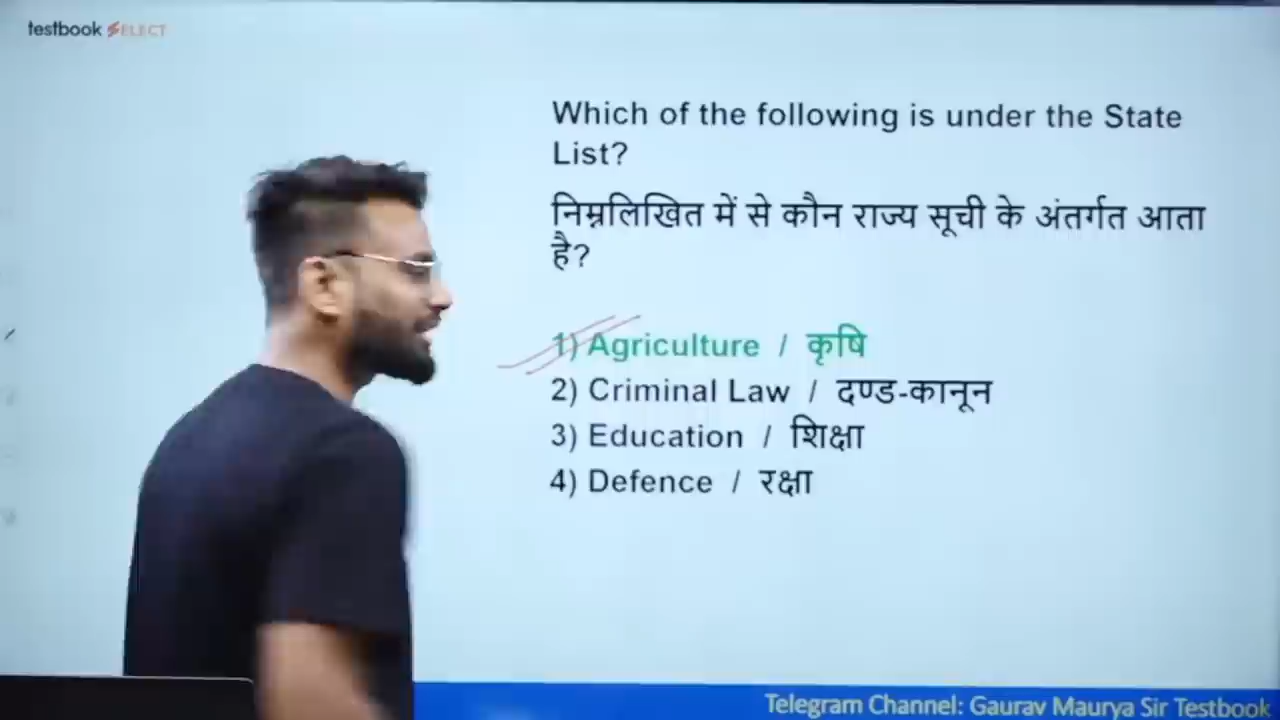 testbook SELECT
Which of the following is under the State
List?
निम्नलिखित में से कौन राज्य सूची के अंतर्गत आता
है?
1) Agriculture / कृषि
2) Criminal Law / दण्ड-कानून
3) Education / शिक्षा
4) Defence / रक्षा
Telegram Channel: Gaurav Maurya Sir Testbook